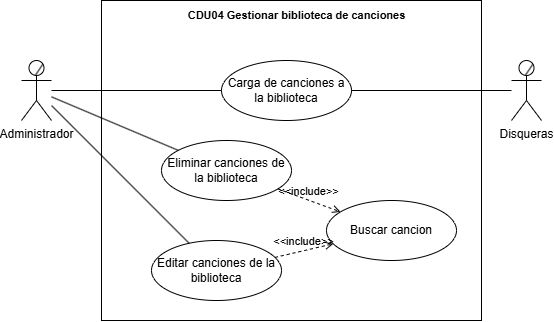 CDU04 Gestionar biblioteca de canciones
Carga de canciones a
la biblioteca
Administrador
Disqueras
Eliminar canciones de
la biblioteca
<<include>>
Buscar cancion
<<include>>
Editar canciones de la
biblioteca